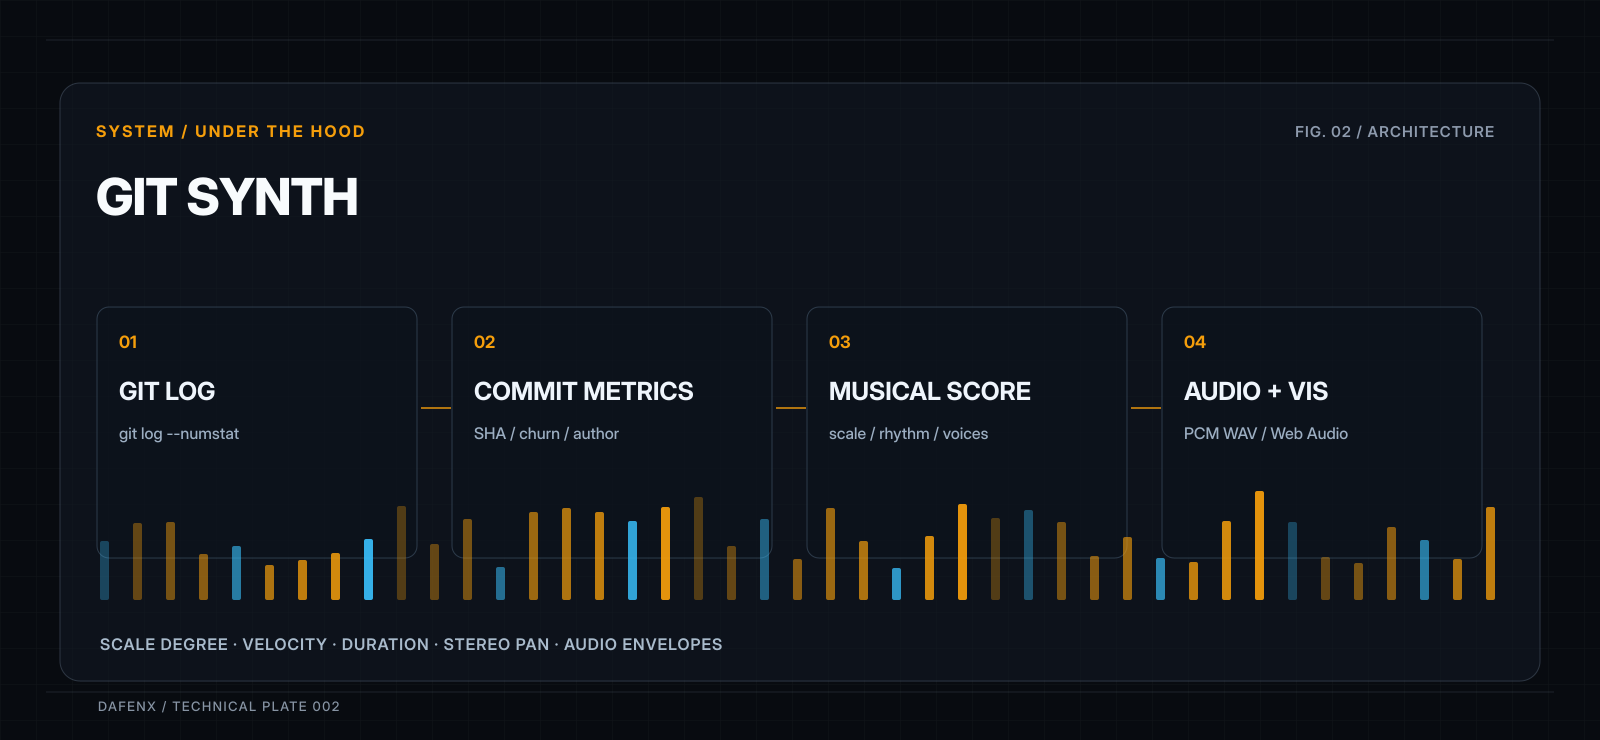 SYSTEM / UNDER THE HOOD
FIG. 02 / ARCHITECTURE
GIT SYNTH
01
GIT LOG
git log --numstat
02
COMMIT METRICS
SHA / churn / author
03
MUSICAL SCORE
scale / rhythm / voices
04
AUDIO + VIS
PCM WAV / Web Audio
SCALE DEGREE · VELOCITY · DURATION · STEREO PAN · AUDIO ENVELOPES
DAFENX / TECHNICAL PLATE 002